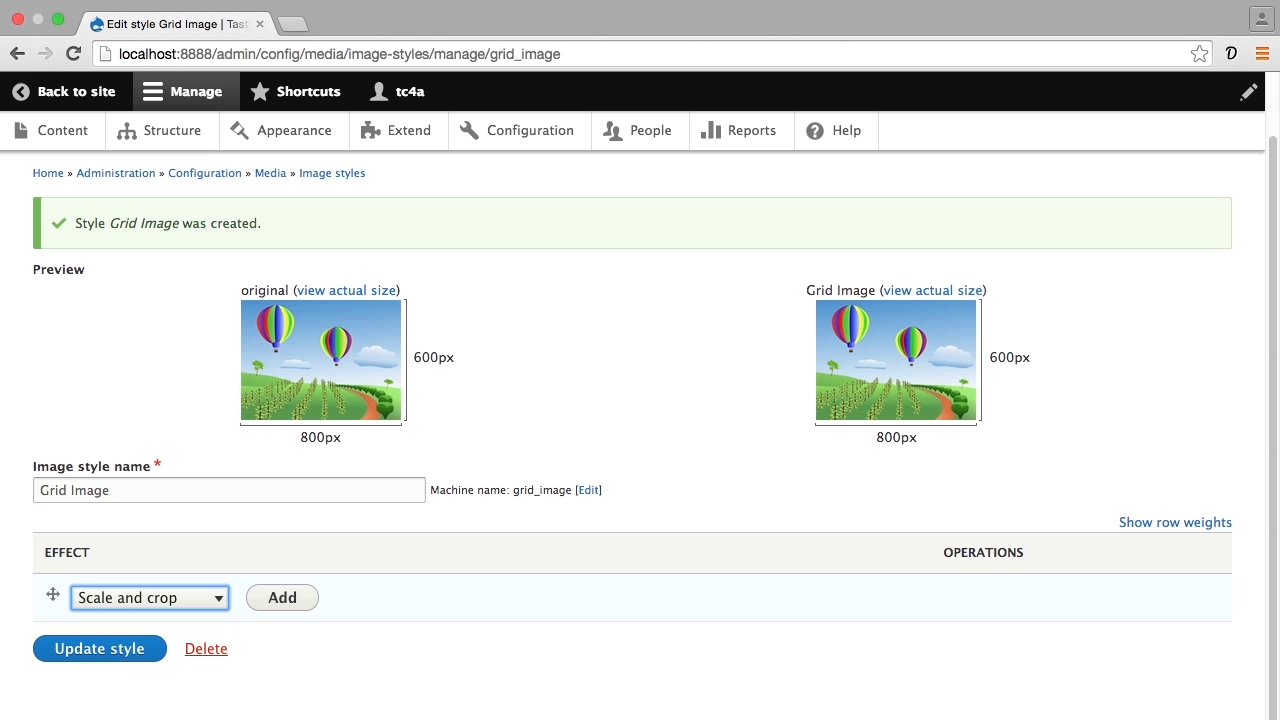 Edit style Grid Image | Tast
localhost:8888/admin/config/media/image-styles/manage/grid_image
Back to site Manage Shortcuts tc4a
Content Structure Appearance Extend Configuration People Reports Help
Home » Administration » Configuration » Media » Image styles
Style Grid Image was created.
Preview
original (view actual size) Grid Image (view actual size)
600px 600px
800px 800px
Image style name *
Grid Image Machine name: grid_image [Edit]
Show row weights
EFFECT OPERATIONS
Scale and crop Add
Update style Delete